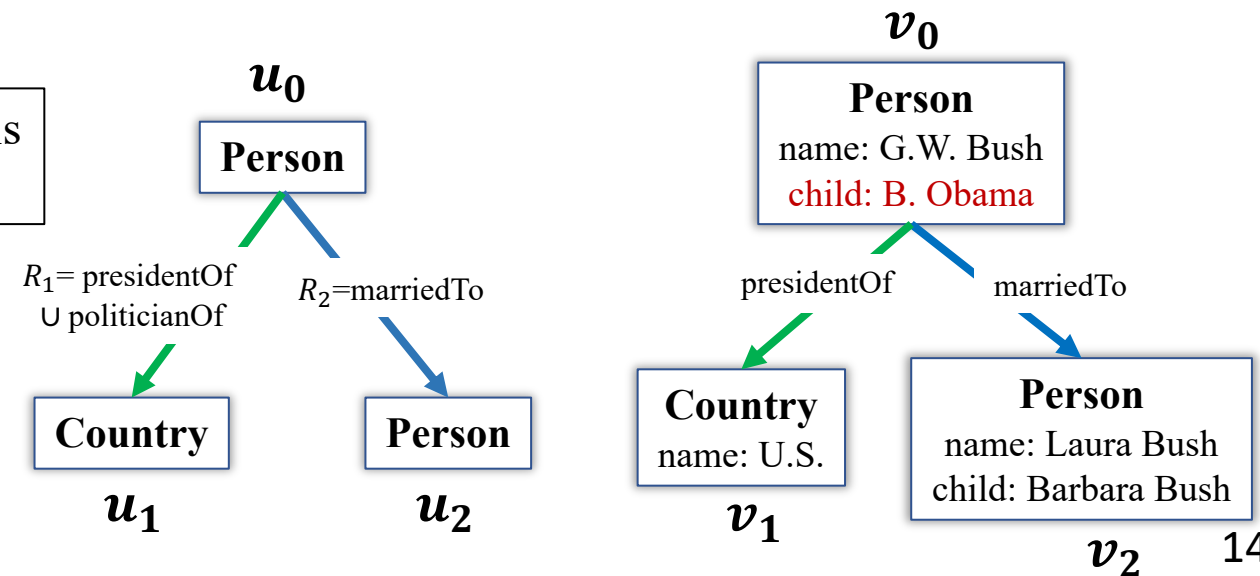 s
u₀
Person
R₁= presidentOf
∪ politicianOf
R₂=marriedTo
Country
Person
u₁
u₂
v₀
Person
name: G.W. Bush
child: B. Obama
presidentOf
marriedTo
Country
name: U.S.
Person
name: Laura Bush
child: Barbara Bush
v₁
v₂
14